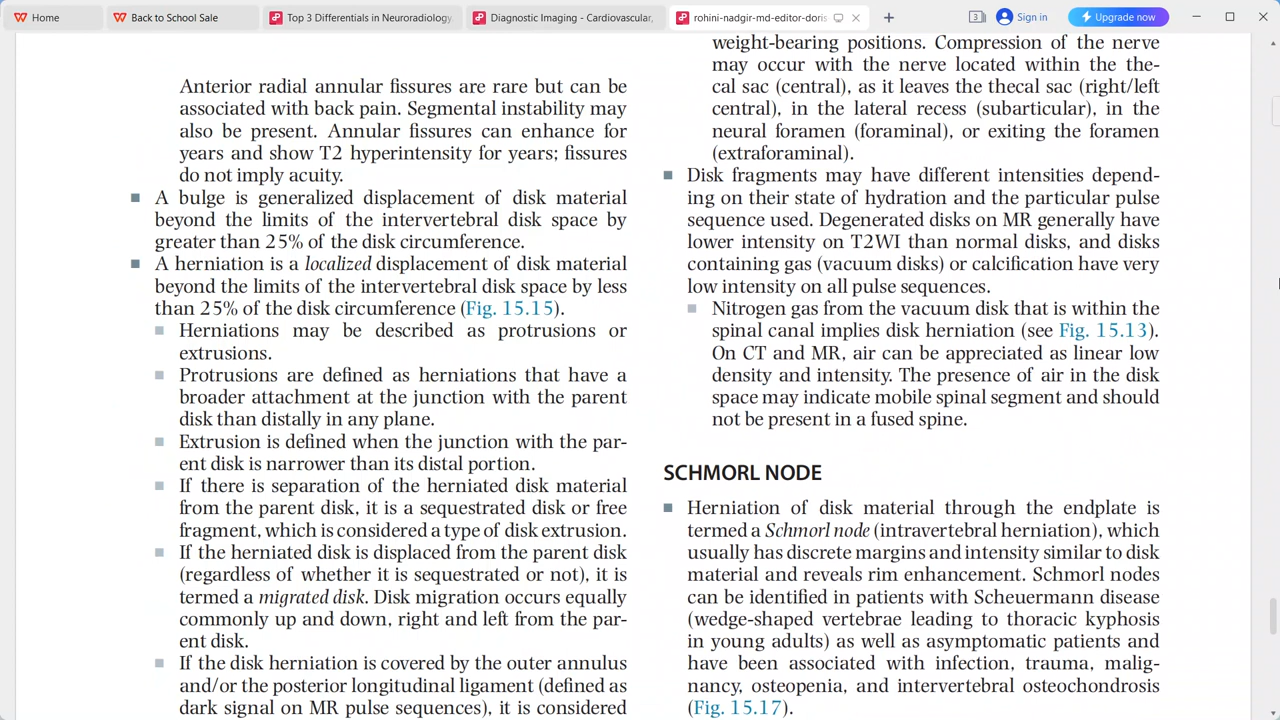 Home
Back to School Sale
Top 3 Differentials in Neuroradiology
Diagnostic Imaging - Cardiovascular,
rohini-nadgir-md-editor-doris
3
Sign in
Upgrade now
Anterior radial annular fissures are rare but can be
associated with back pain. Segmental instability may
also be present. Annular fissures can enhance for
years and show T2 hyperintensity for years; fissures
do not imply acuity.
A bulge is generalized displacement of disk material
beyond the limits of the intervertebral disk space by
greater than 25% of the disk circumference.
A herniation is a localized displacement of disk material
beyond the limits of the intervertebral disk space by less
than 25% of the disk circumference (Fig. 15.15).
Herniations may be described as protrusions or
extrusions.
Protrusions are defined as herniations that have a
broader attachment at the junction with the parent
disk than distally in any plane.
Extrusion is defined when the junction with the par-
ent disk is narrower than its distal portion.
If there is separation of the herniated disk material
from the parent disk, it is a sequestrated disk or free
fragment, which is considered a type of disk extrusion.
If the herniated disk is displaced from the parent disk
(regardless of whether it is sequestrated or not), it is
termed a migrated disk. Disk migration occurs equally
commonly up and down, right and left from the par-
ent disk.
If the disk herniation is covered by the outer annulus
and/or the posterior longitudinal ligament (defined as
dark signal on MR pulse sequences), it is considered
weight-bearing positions. Compression of the nerve
may occur with the nerve located within the the-
cal sac (central), as it leaves the thecal sac (right/left
central), in the lateral recess (subarticular), in the
neural foramen (foraminal), or exiting the foramen
(extraforaminal).
Disk fragments may have different intensities depend-
ing on their state of hydration and the particular pulse
sequence used. Degenerated disks on MR generally have
lower intensity on T2WI than normal disks, and disks
containing gas (vacuum disks) or calcification have very
low intensity on all pulse sequences.
Nitrogen gas from the vacuum disk that is within the
spinal canal implies disk herniation (see Fig. 15.13).
On CT and MR, air can be appreciated as linear low
density and intensity. The presence of air in the disk
space may indicate mobile spinal segment and should
not be present in a fused spine.
SCHMORL NODE
Herniation of disk material through the endplate is
termed a Schmorl node (intravertebral herniation), which
usually has discrete margins and intensity similar to disk
material and reveals rim enhancement. Schmorl nodes
can be identified in patients with Scheuermann disease
(wedge-shaped vertebrae leading to thoracic kyphosis
in young adults) as well as asymptomatic patients and
have been associated with infection, trauma, malig-
nancy, osteopenia, and intervertebral osteochondrosis
(Fig. 15.17).